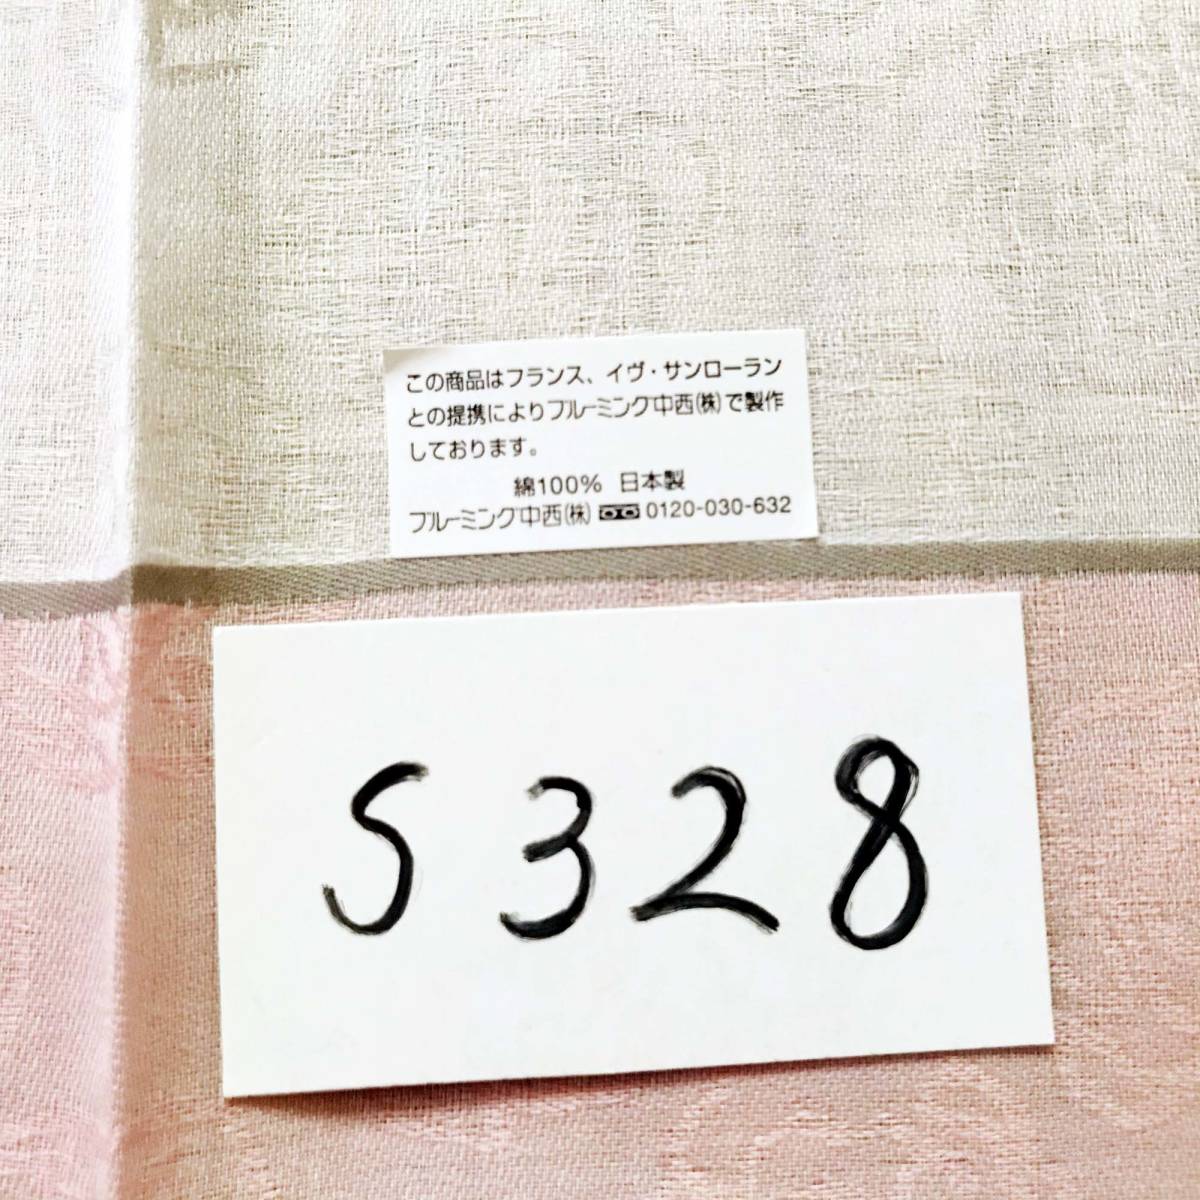 この商品はフランス、イヴ・サンローラン
との提携によりブルーミング中西㈱で製作
しております。
綿100% 日本製
ブルーミング中西㈱ 0120-030-632
S328